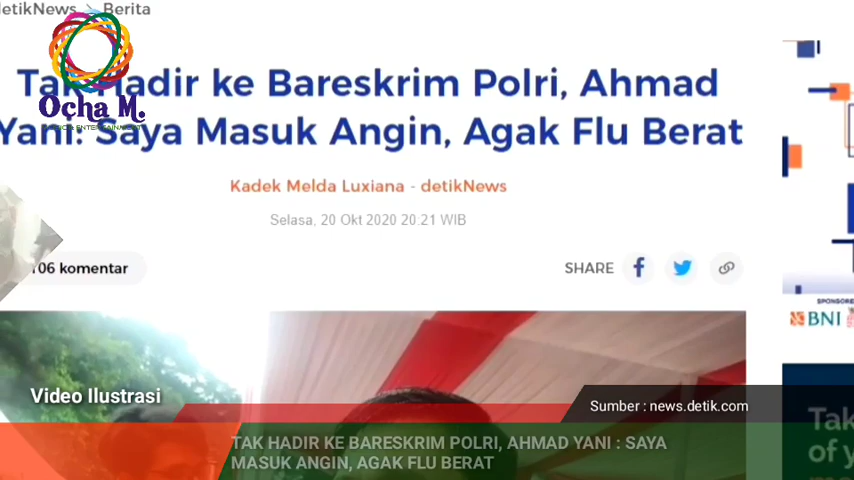 detikNews > Berita
Tak Hadir ke Bareskrim Polri, Ahmad
Yani: Saya Masuk Angin, Agak Flu Berat
Ocha M.
& ENTERTAINMENT
Kadek Melda Luxiana - detikNews
Selasa, 20 Okt 2020 20:21 WIB
106 komentar
SHARE
SPONSORE
BNI
Video Ilustrasi
Sumber : news.detik.com
TAK HADIR KE BARESKRIM POLRI, AHMAD YANI : SAYA
MASUK ANGIN, AGAK FLU BERAT
Tak
of y